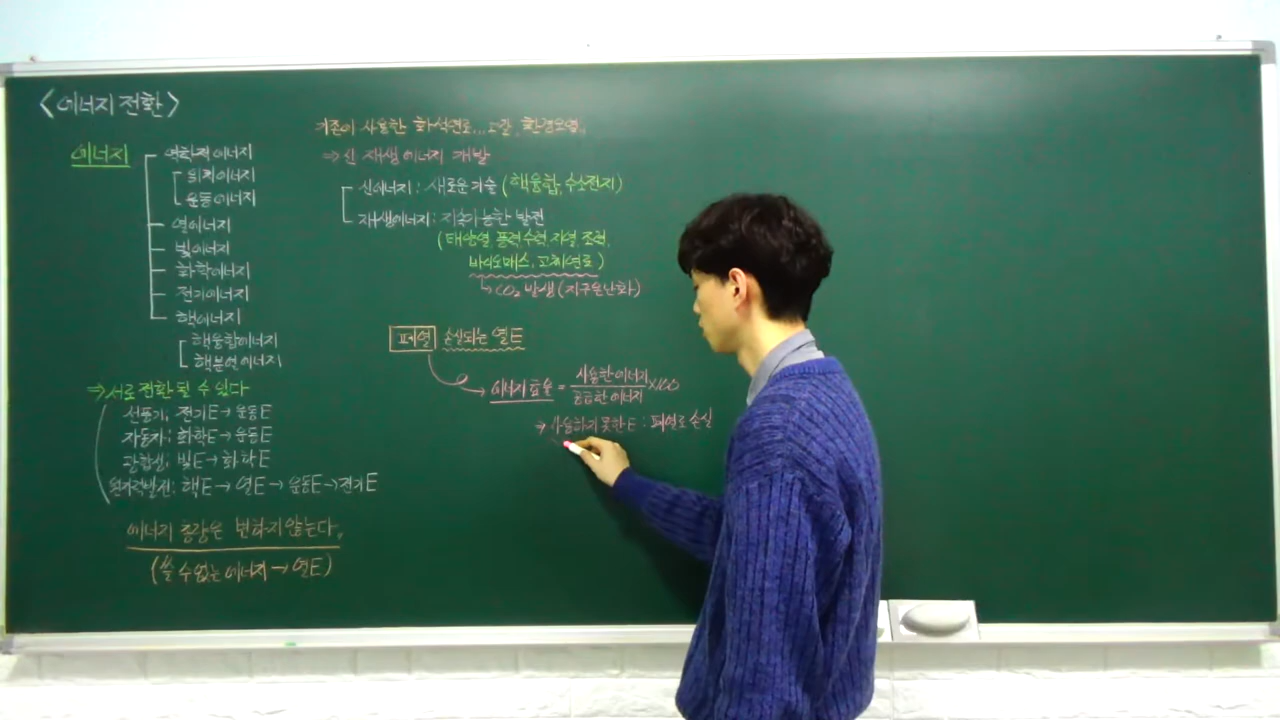 <에너지 전환>
에너지
역학적 에너지
위치에너지
운동에너지
열에너지
빛에너지
화학에너지
전기에너지
핵에너지
핵융합에너지
핵분열에너지
⇒ 서로 전환 될 수 있다
선풍기; 전기E → 운동E
자동차; 화학E → 운동E
광합성; 빛E → 화학E
원자력발전; 핵E → 열E → 운동E → 전기E
에너지 총량은 변하지 않는다.
(쓸 수 없는 에너지 → 열E)
기존에 사용한 화석연료... 고갈, 환경오염.
⇒ 신 재생 에너지 개발
신에너지: 새로운 기술 (핵융합, 수소전지)
재생에너지: 지속가능한 발전
(태양열, 풍력, 수력, 지열, 조력,
바이오매스, 고체연료)
↳ CO₂ 발생 (지구온난화)
폐열 손실되는 열E
에너지 효율 = 사용한 에너지 / 공급한 에너지 ×100
⇒ 사용하지 못한 E : 폐열로 손실